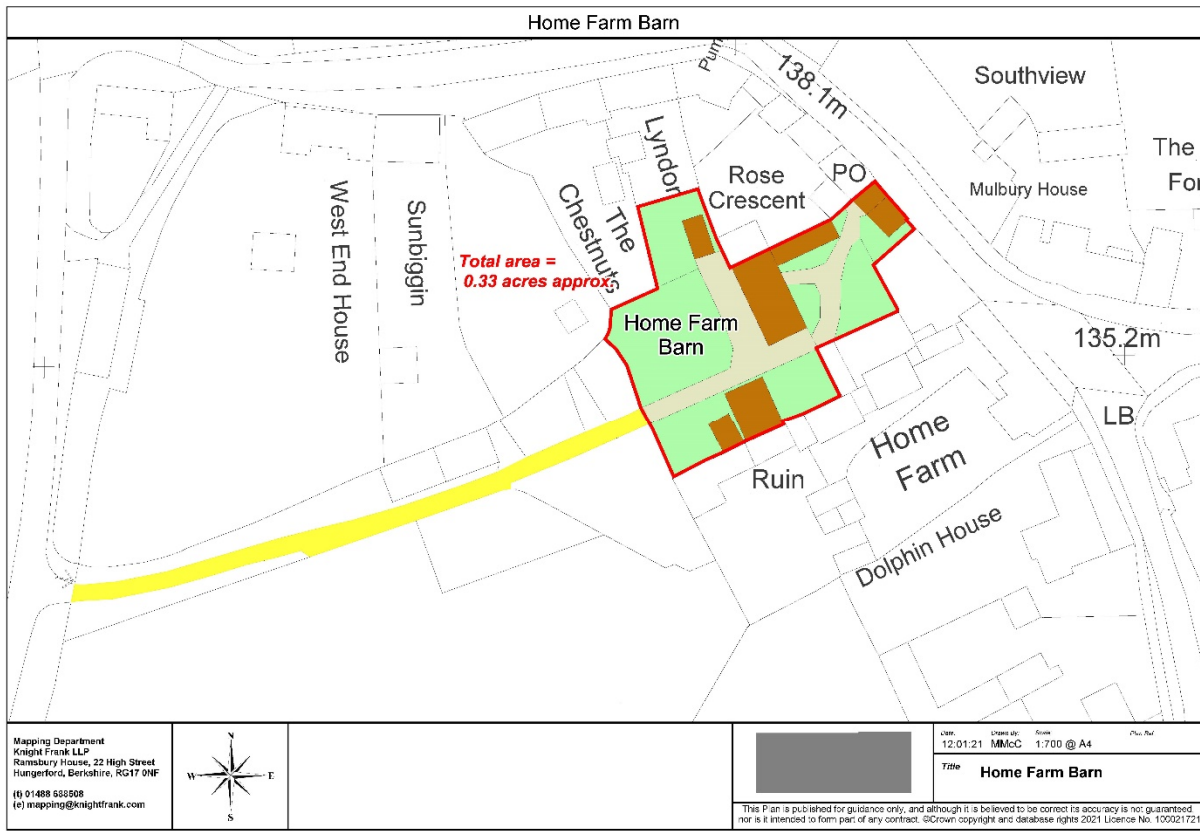 Home Farm Barn
138.1m
Southview
The
For
Lyndon
Rose
Crescent
PO
Mulbury House
The
Chestnuts
West End House
Sunbiggin
Total area =
0.33 acres approx.
Home Farm
Barn
135.2m
LB
Home
Farm
Ruin
Dolphin House
Mapping Department
Knight Frank LLP
Ramsbury House, 22 High Street
Hungerford, Berkshire, RG17 0NF
(t) 01488 688508
(e) mapping@knightfrank.com
N
W E
S
Date. Drawn By. Scale Plan. Ref
12:01:21 MMcC 1:700 @ A4
Title Home Farm Barn
This Plan is published for guidance only, and although it is believed to be correct its accuracy is not guaranteed,
nor is it intended to form part of any contract. ©Crown copyright and database rights 2021 Licence No. 100021721